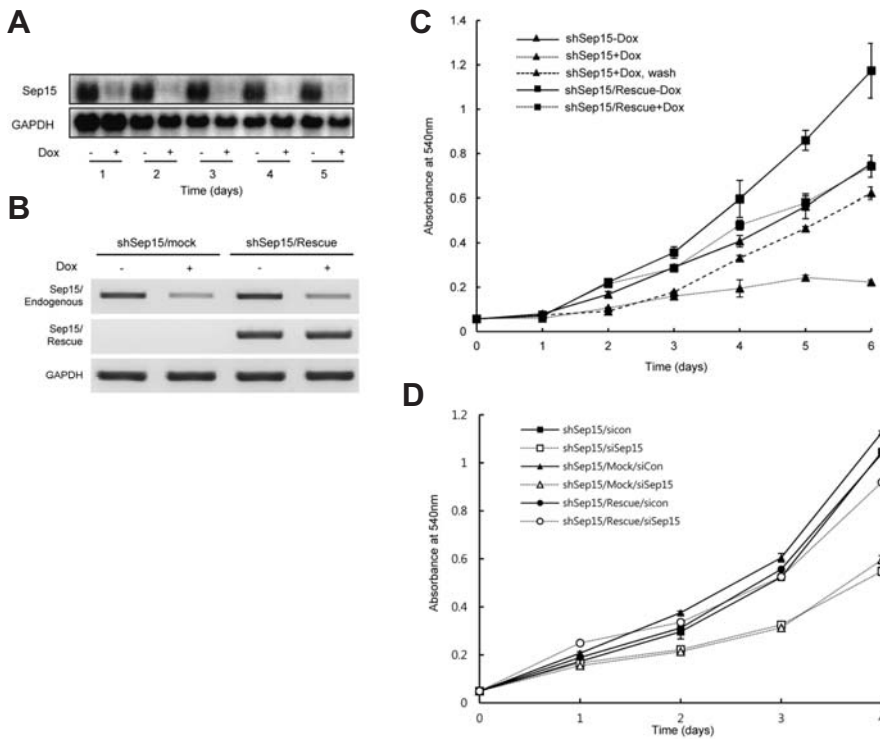 A
Sep15
GAPDH
Dox - + - + - + - + - +
1 2 3 4 5
Time (days)
B
shSep15/mock shSep15/Rescue
Dox - + - +
Sep15/
Endogenous
Sep15/
Rescue
GAPDH
C
1.4
1.2
1
0.8
0.6
0.4
0.2
0
Absorbance at 540nm
shSep15-Dox
shSep15+Dox
shSep15+Dox, wash
shSep15/Rescue-Dox
shSep15/Rescue+Dox
0 1 2 3 4 5 6
Time (days)
D
1.2
1
0.8
0.6
0.4
0.2
0
Absorbance at 540nm
shSep15/sicon
shSep15/siSep15
shSep15/Mock/siCon
shSep15/Mock/siSep15
shSep15/Rescue/sicon
shSep15/Rescue/siSep15
0 1 2 3 4
Time (days)